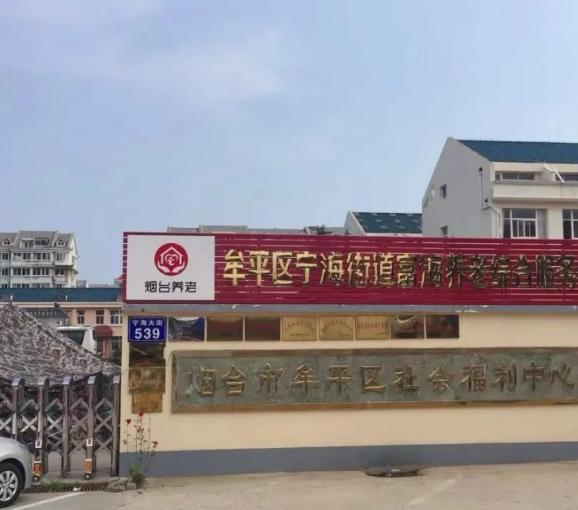 牟平区宁海街道富海养老综合服务
烟台养老
宁海大街
539
烟台市牟平区社会福利中心